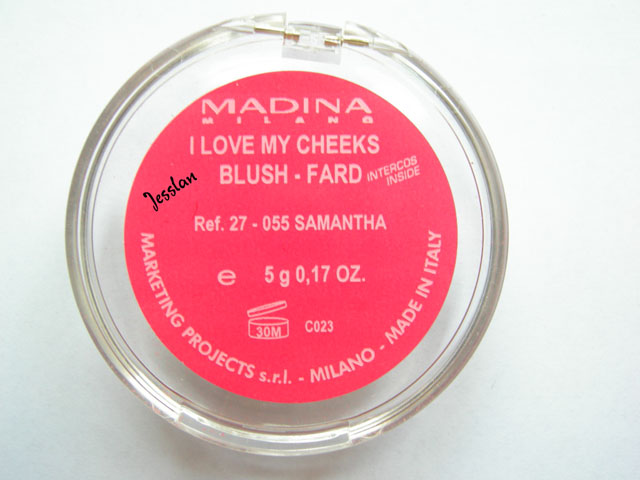 MADINA
MILANO
I LOVE MY CHEEKS
BLUSH - FARD
INTERCOS
INSIDE
Jesslan
Ref. 27 - 055 SAMANTHA
e 5 g 0,17 OZ.
30M C023
MARKETING PROJECTS s.r.l. - MILANO - MADE IN ITALY